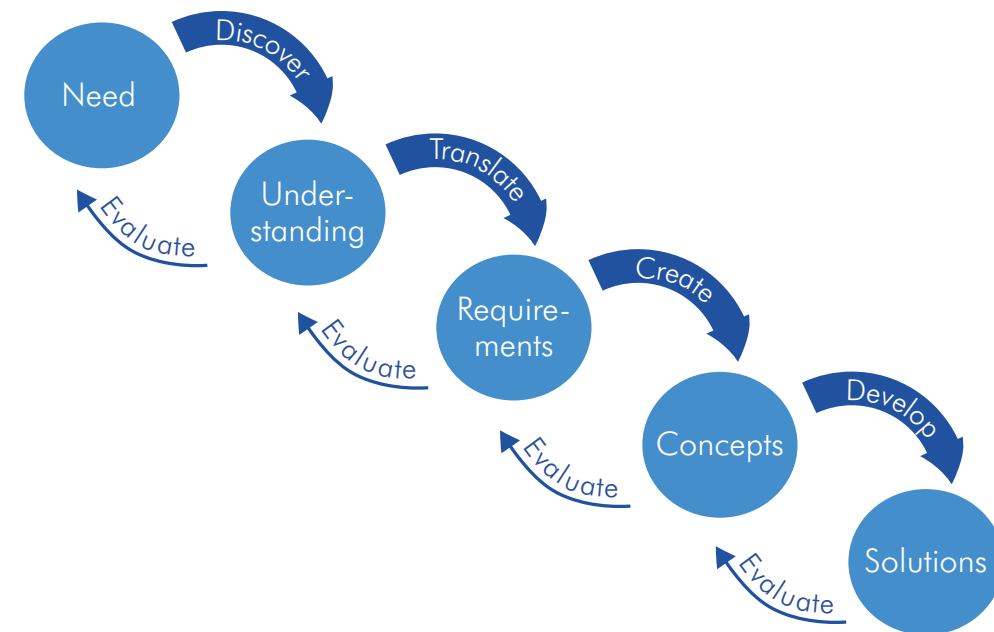 Discover
Need
Translate
Under-
standing
Evaluate
Create
Require-
ments
Evaluate
Develop
Concepts
Evaluate
Solutions
Evaluate